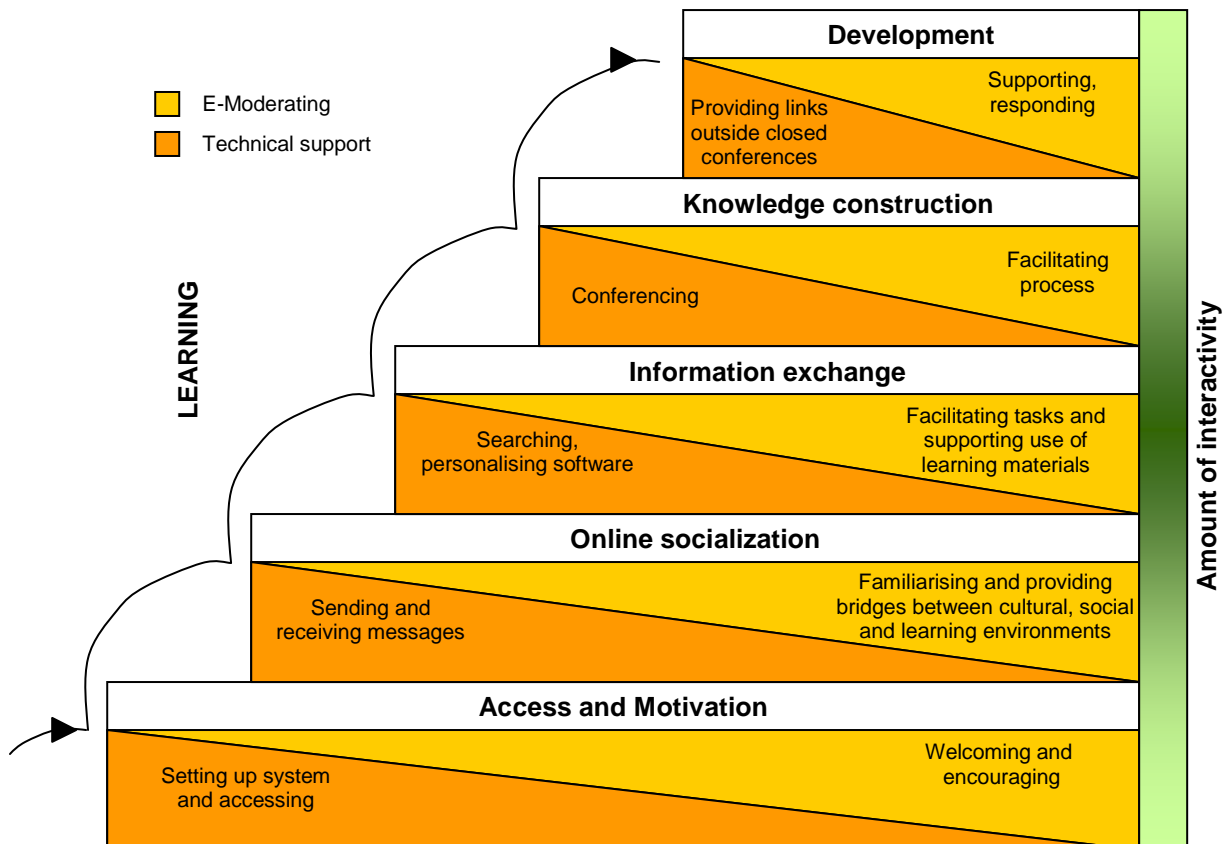 Development
E-Moderating
Technical support
Supporting,
responding
Providing links
outside closed
conferences
Knowledge construction
Facilitating
process
Conferencing
LEARNING
Amount of interactivity
Information exchange
Facilitating tasks and
supporting use of
learning materials
Searching,
personalising software
Online socialization
Familiarising and providing
bridges between cultural, social
and learning environments
Sending and
receiving messages
Access and Motivation
Welcoming and
encouraging
Setting up system
and accessing